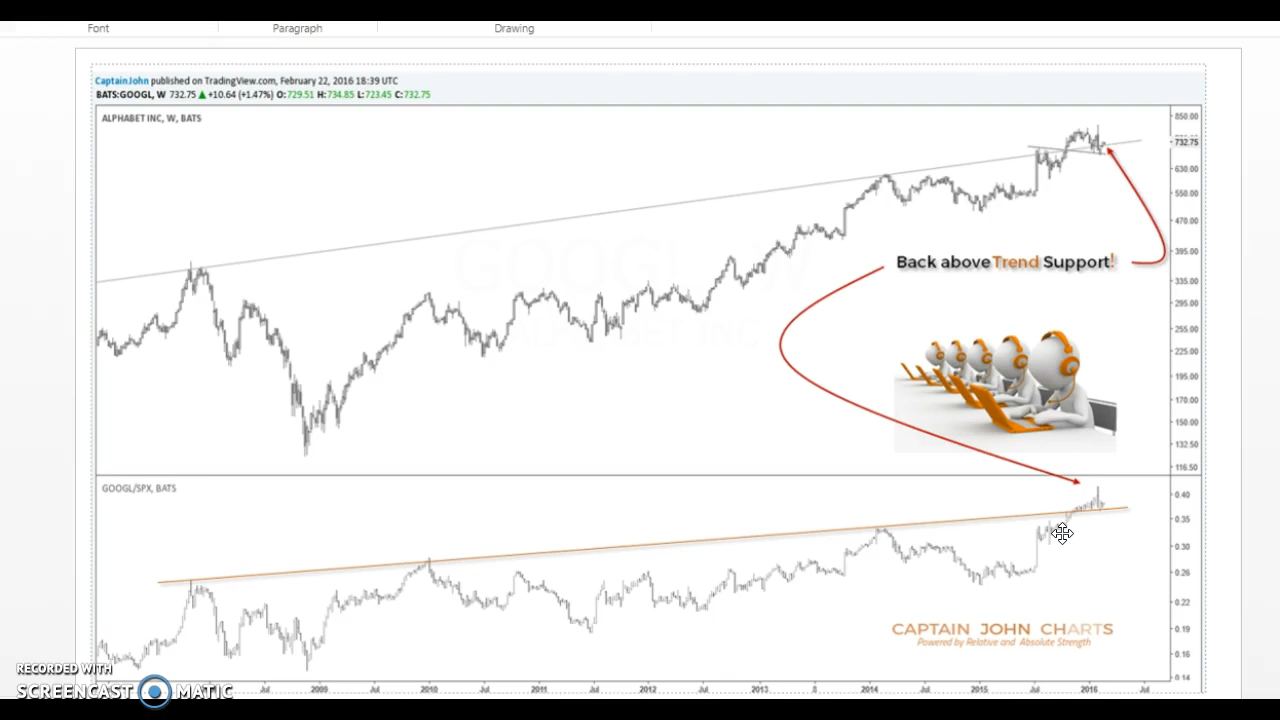 Font Paragraph Drawing
CaptainJohn published on TradingView.com, February 22, 2016 18:39 UTC
BATS:GOOGL, W 732.75 ▲ +10.64 (+1.47%) O:729.51 H:734.85 L:723.45 C:732.75
ALPHABET INC, W, BATS
850.00
732.75
630.00
550.00
470.00
GOOGL, W
395.00
Back above Trend Support!
335.00
295.00
ALPHABET INC
255.00
225.00
195.00
170.00
150.00
132.50
116.50
GOOGL/SPX, BATS
0.40
0.35
0.30
0.26
0.22
CAPTAIN JOHN CHARTS
0.19
Powered by Relative and Absolute Strength
0.16
RECORDED WITH
0.14
SCREENCAST MATIC
Jul 2009 Jul 2010 Jul 2011 Jul 2012 Jul 2013 2014 Jul 2015 Jul 2016 Jul